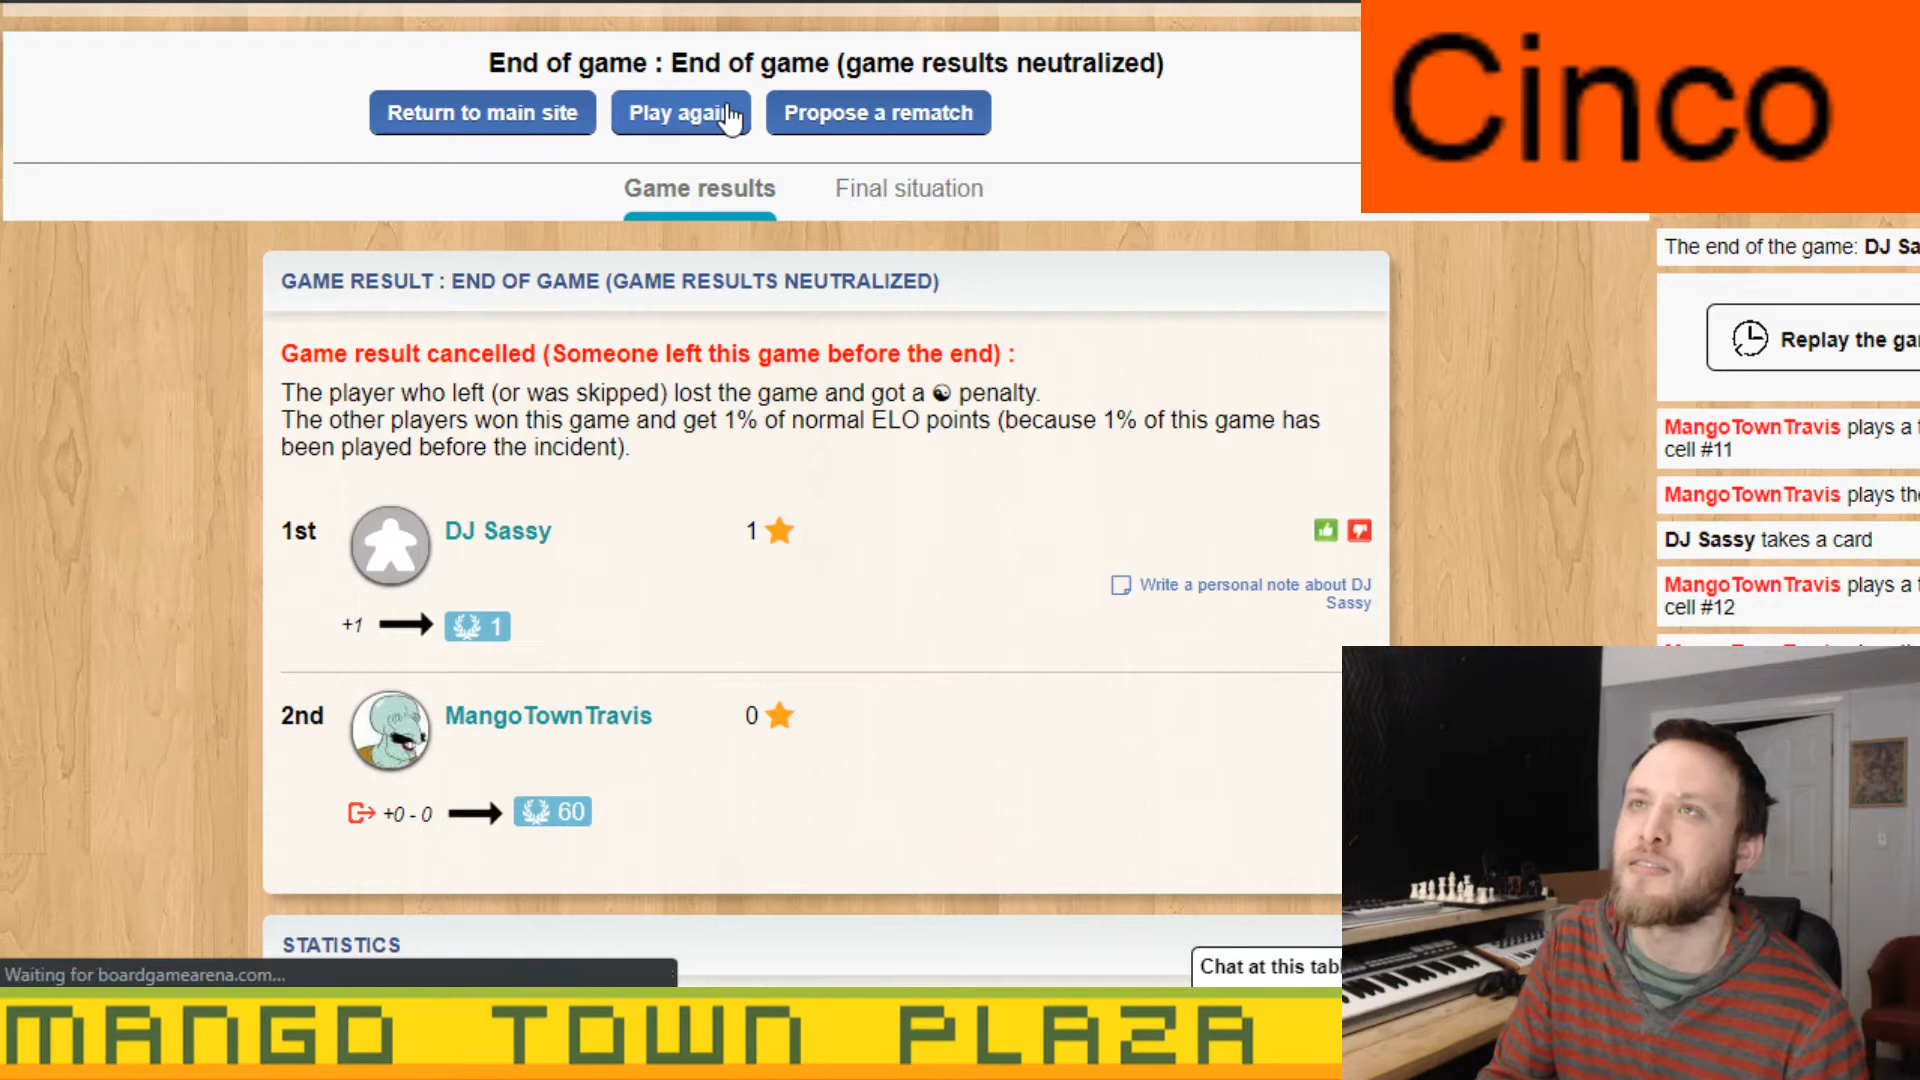 End of game : End of game (game results neutralized)
Return to main site
Play again
Propose a rematch
Cinco
Game results
Final situation
GAME RESULT : END OF GAME (GAME RESULTS NEUTRALIZED)
Game result cancelled (Someone left this game before the end) :
The player who left (or was skipped) lost the game and got a penalty.
The other players won this game and get 1% of normal ELO points (because 1% of this game has
been played before the incident).
1st
DJ Sassy
1
Write a personal note about DJ
Sassy
+1
1
2nd
MangoTownTravis
0
+0 - 0
60
STATISTICS
Chat at this
The end of the game: DJ
Replay the
MangoTownTravis plays a
cell #11
MangoTownTravis plays
DJ Sassy takes a card
MangoTownTravis plays a
cell #12
Waiting for boardgamearena.com...
MANGO TOWN PLAZA